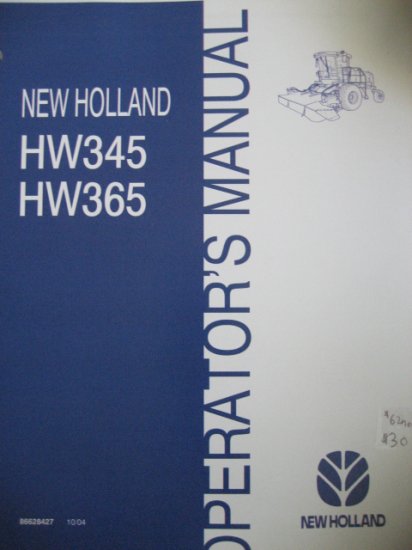 NEW HOLLAND
HW345
HW365
OPERATOR'S MANUAL
$30
NEW HOLLAND
86628427 10/04